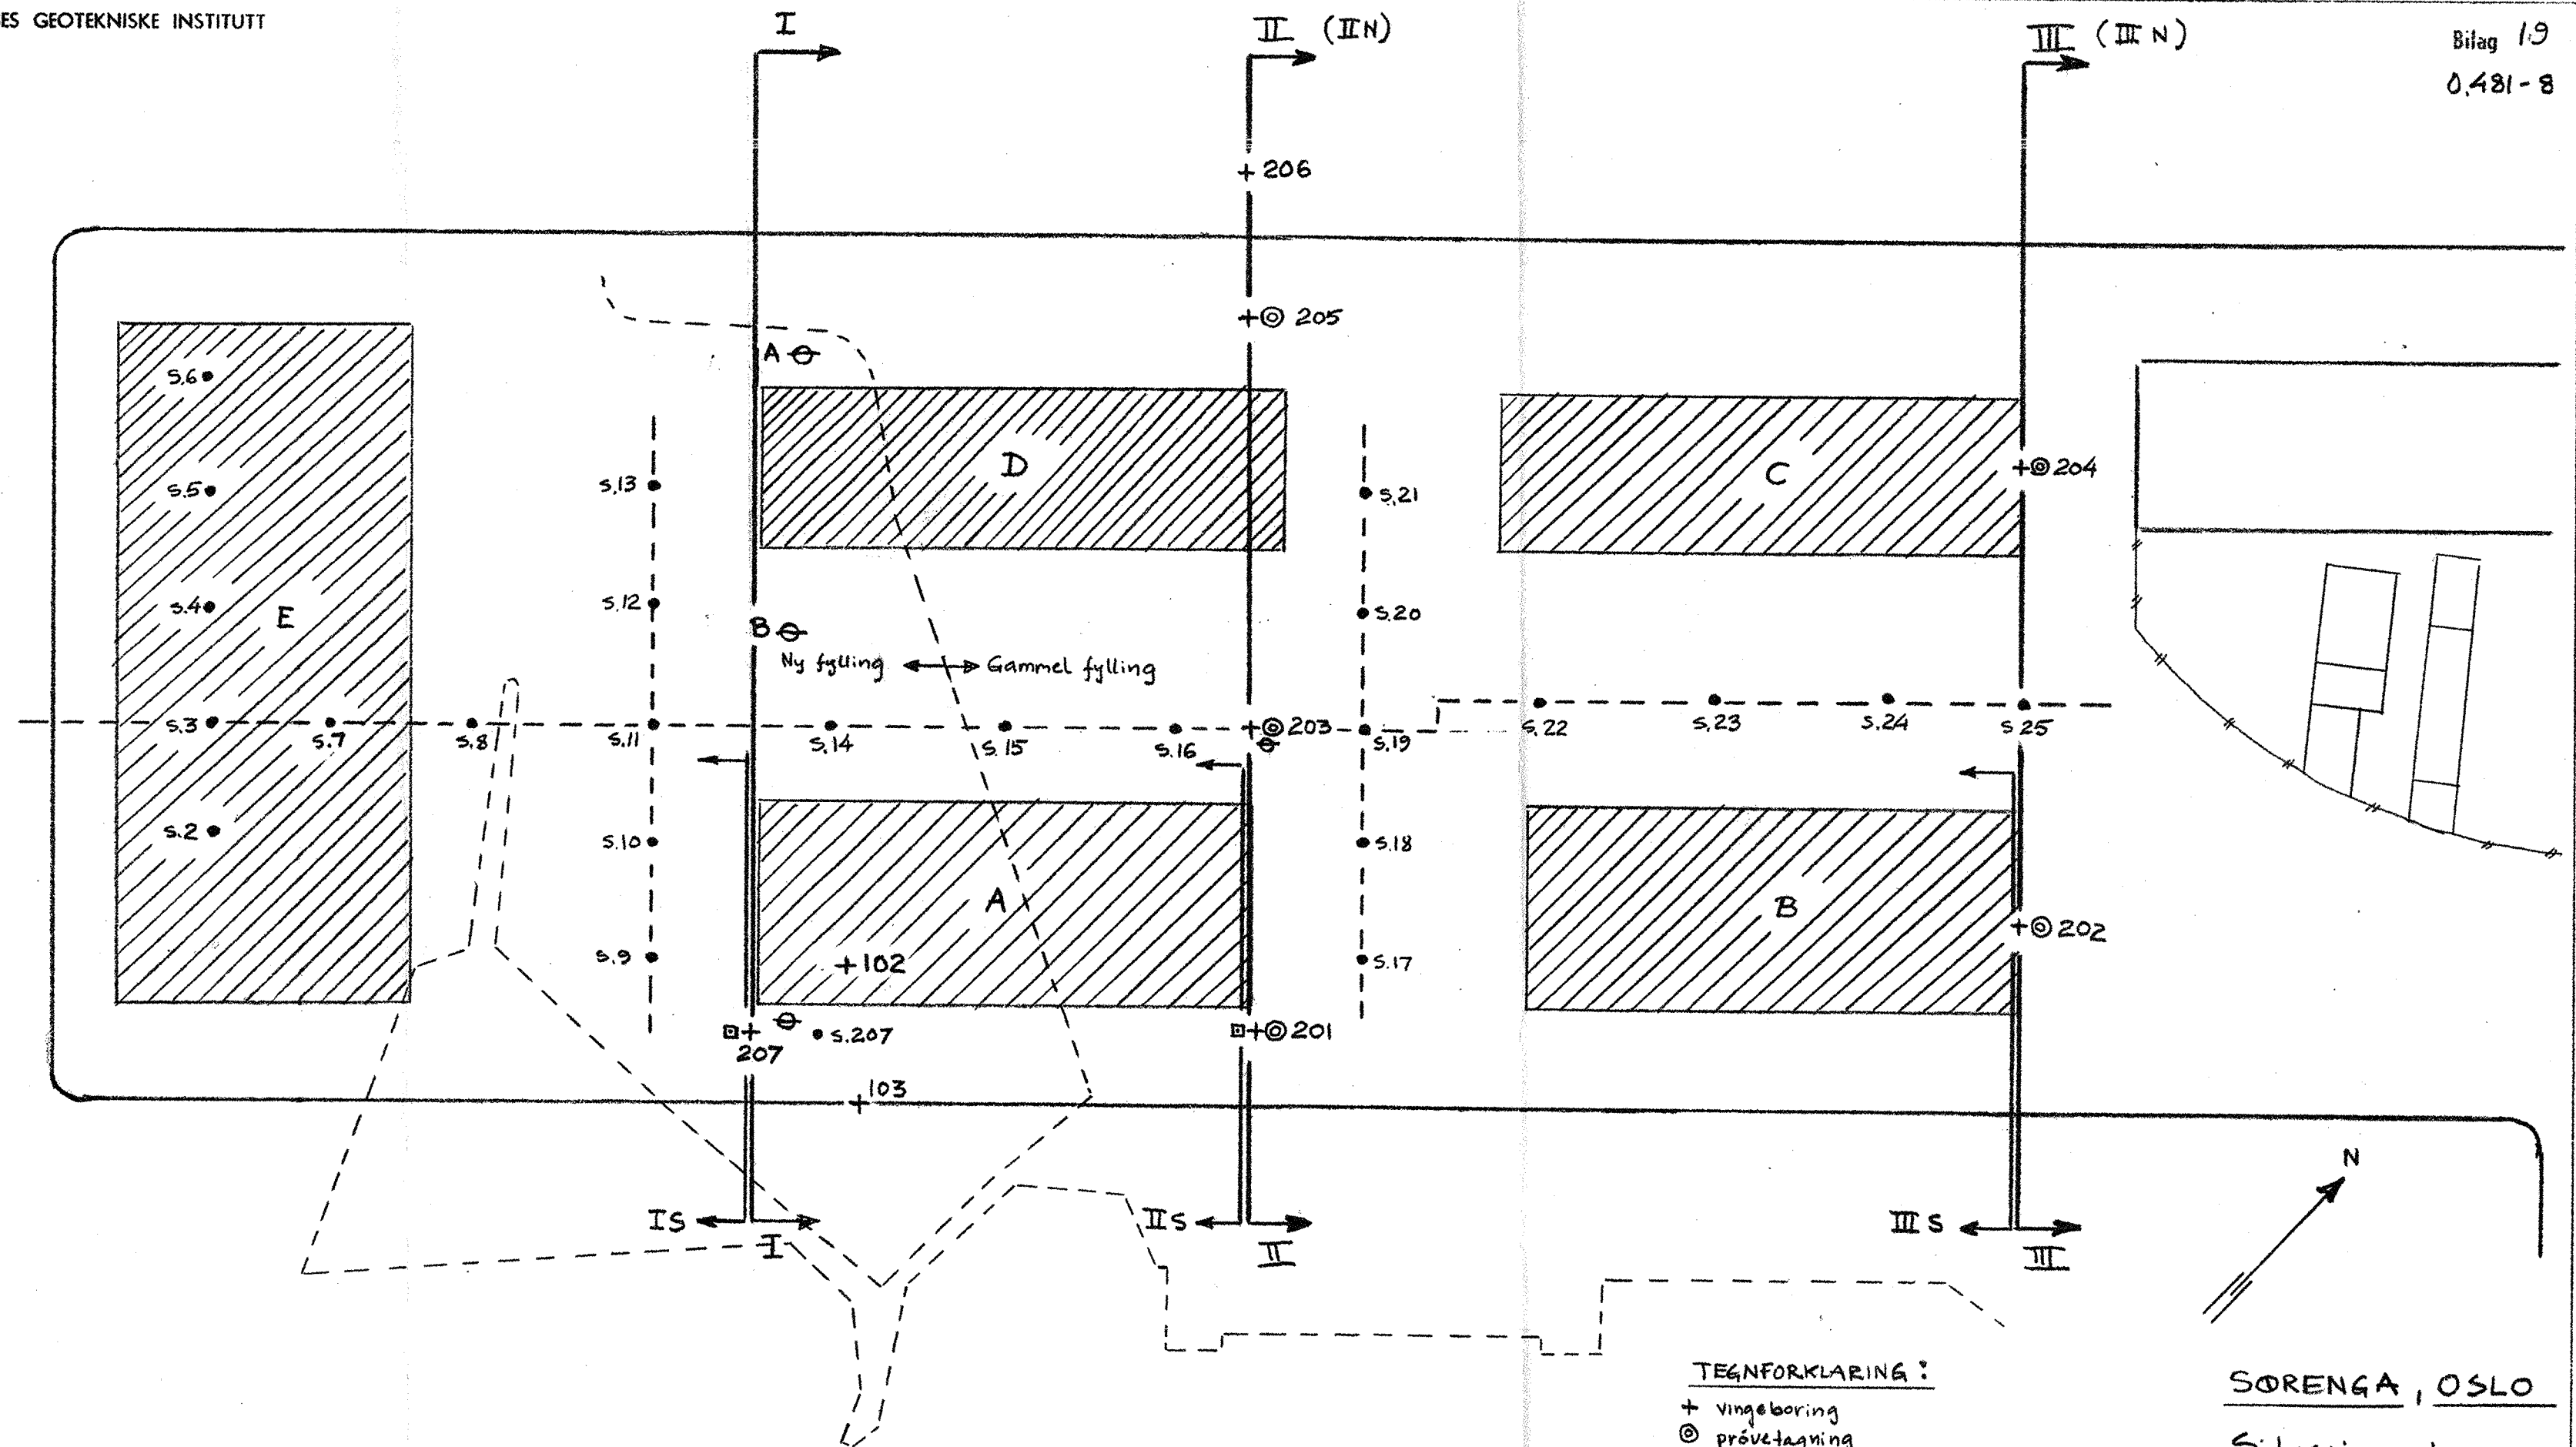 ES GEOTEKNISKE INSTITUTT
I
II (IIN)
III (III N)
Bilag 19
0.481-8
206
205
A
S.6
S.5
S.4
E
S.3
S.7
S.8
S.2
S.13
S.12
S.11
S.10
S.9
D
C
204
S.21
S.20
B
Ny fylling
Gammel fylling
S.14
S.15
S.16
203
S.19
S.22
S.23
S.24
S 25
S.18
S.17
A
102
B
202
207
S.207
201
103
IS
I
IIS
II
III S
III
N
TEGNFORKLARING:
+ vingeboring
prøvetagning
SØRENGA, OSLO